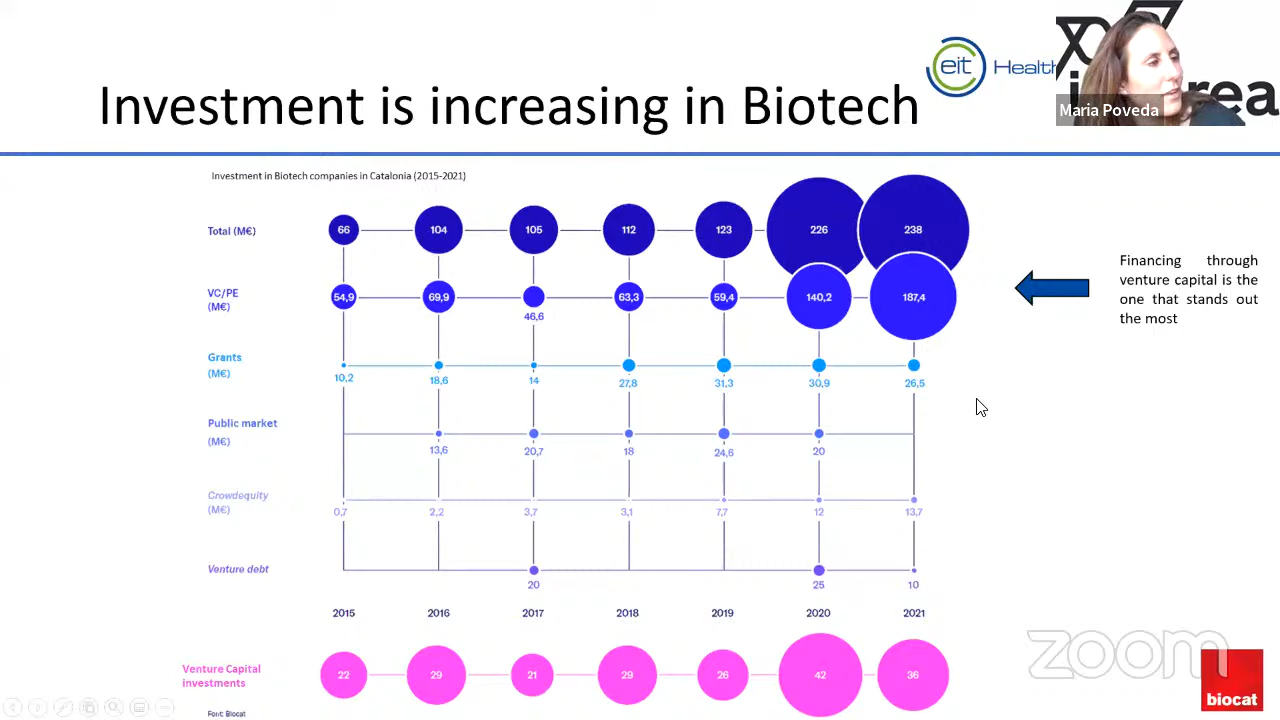 eit Health
Maria Poveda
Investment is increasing in Biotech
Investment in Biotech companies in Catalonia (2015-2021)
Total (M€) 66 104 105 112 123 226 238
VC/PE
(M€)
54,9 69,9 46,6 63,3 59,4 140,2 187,4
Financing through
venture capital is the
one that stands out
the most
Grants
(M€)
10,2 18,6 14 27,8 31,3 30,9 26,5
Public market
(M€)
13,6 20,7 18 24,6 20
Crowdequity
(M€)
0,7 2,2 3,7 3,1 7,7 12 13,7
Venture debt
20 25 10
2015 2016 2017 2018 2019 2020 2021
Venture Capital
investments
22 29 21 29 26 42 36
Font: Biocat
zoom
biocat